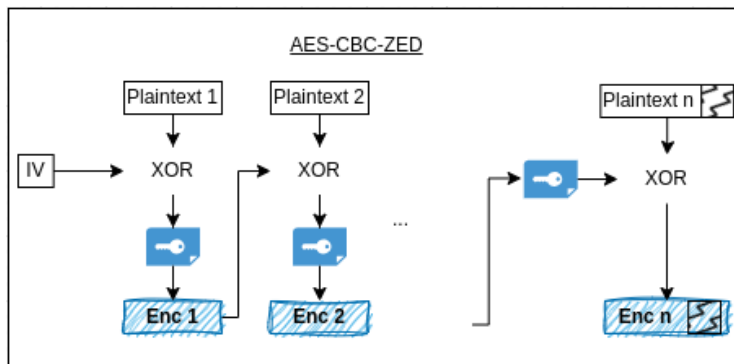 AES-CBC-ZED
Plaintext 1
Plaintext 2
Plaintext n
IV
XOR
XOR
XOR
...
Enc 1
Enc 2
Enc n